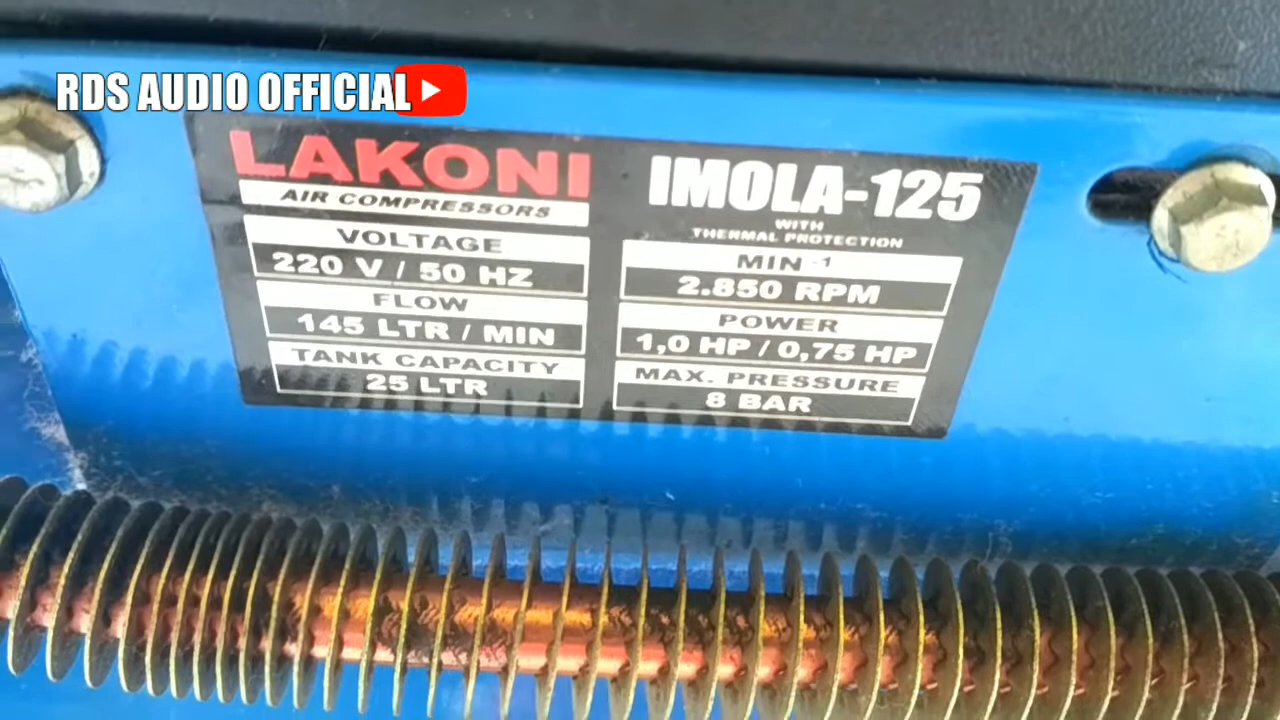 RDS AUDIO OFFICIAL
LAKONI
AIR COMPRESSORS
VOLTAGE
220 V / 50 HZ
FLOW
145 LTR / MIN
TANK CAPACITY
25 LTR
IMOLA-125
WITH
THERMAL PROTECTION
MIN -1
2.850 RPM
POWER
1,0 HP / 0,75 HP
MAX. PRESSURE
8 BAR